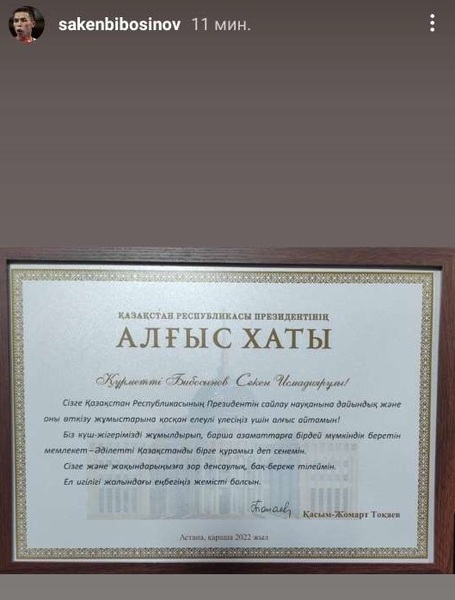 sakenbibosinov 11 мин.
ҚАЗАҚСТАН РЕСПУБЛИКАСЫ ПРЕЗИДЕНТІНІҢ
АЛҒЫС ХАТЫ
Құрметті Бибосынов Сәкен Исмадиярұлы!
Сізге Қазақстан Республикасының Президентін сайлау науқанына дайындық және
оны өткізу жұмыстарына қосқан елеулі үлесіңіз үшін алғыс айтамын!
Біз күш-жігерімізді жұмылдырып, барша азаматтарға бірдей мүмкіндік беретін
мемлекет–Әділетті Қазақстанды бірге құрамыз деп сенемін.
Сізге және жақындарыңызға зор денсаулық, бақ-береке тілеймін.
Ел игілігі жолындағы еңбегіңіз жемісті болсын.
Қасым-Жомарт Тоқаев
Астана, қараша 2022 жыл